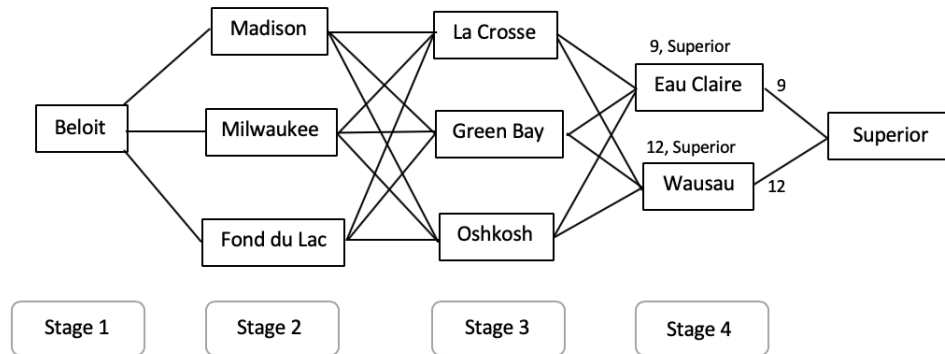 Madison
La Crosse
9, Superior
Eau Claire
9
Beloit
Milwaukee
Green Bay
Superior
12, Superior
Wausau
12
Fond du Lac
Oshkosh
Stage 1
Stage 2
Stage 3
Stage 4